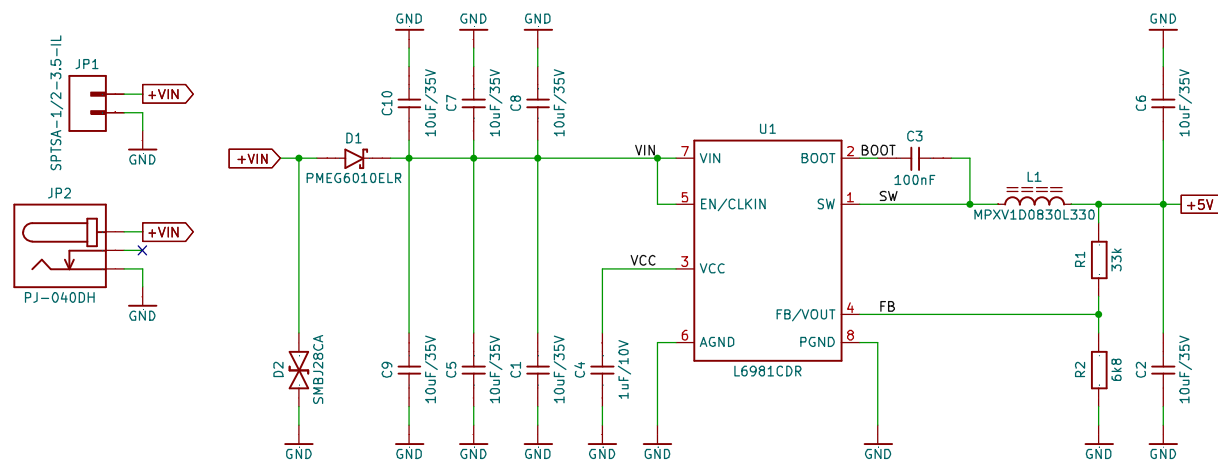 JP1
SPTSA-1/2-3.5-IL
+VIN
GND
JP2
+VIN
PJ-040DH
GND
+VIN
D1
PMEG6010ELR
D2
SMBJ28CA
GND
GND
C10
10uF/35V
GND
C7
10uF/35V
GND
C8
10uF/35V
C9
10uF/35V
GND
C5
10uF/35V
GND
C1
10uF/35V
GND
VCC
C4
1uF/10V
GND
VIN
U1
7 VIN
5 EN/CLKIN
3 VCC
6 AGND
BOOT 2
SW 1
FB/VOUT 4
PGND 8
L6981CDR
GND
GND
BOOT
C3
100nF
SW
L1
MPXV1D0830L330
FB
R1
33k
R2
6k8
GND
GND
C6
10uF/35V
+5V
C2
10uF/35V
GND